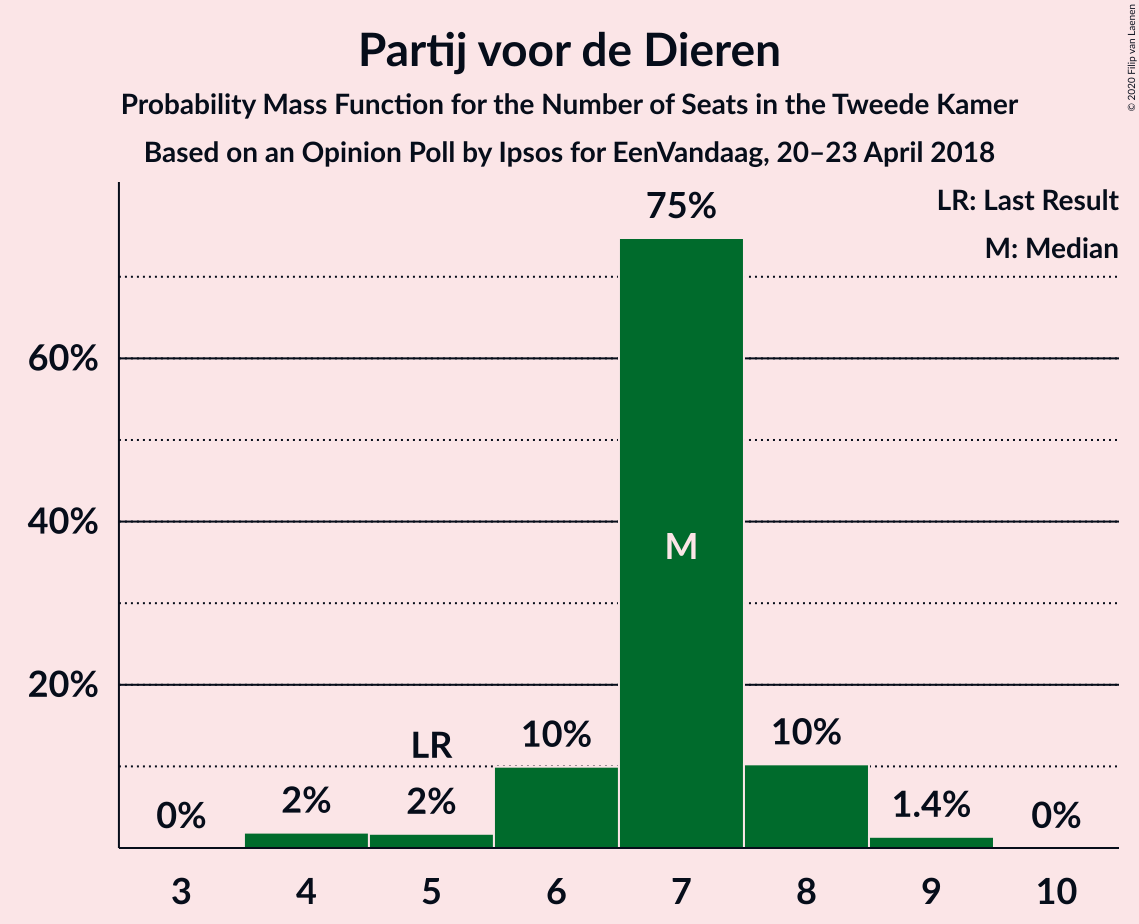 Partij voor de Dieren
Probability Mass Function for the Number of Seats in the Tweede Kamer
Based on an Opinion Poll by Ipsos for EenVandaag, 20–23 April 2018
© 2020 Filip van Laenen
LR: Last Result
M: Median
75%
60%
40%
M
20%
LR
10%
10%
0%
2%
2%
1.4%
0%
3 4 5 6 7 8 9 10